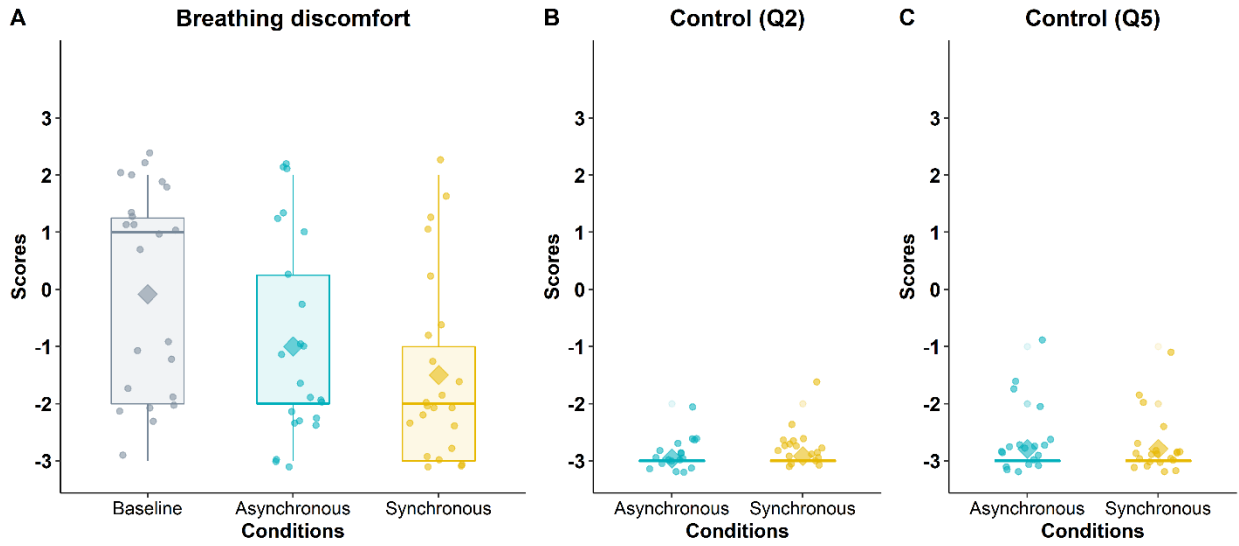 A Breathing discomfort
3
2
1
0
-1
-2
-3
Scores
Baseline Asynchronous Synchronous
Conditions
B Control (Q2)
3
2
1
0
-1
-2
-3
Scores
Asynchronous Synchronous
Conditions
C Control (Q5)
3
2
1
0
-1
-2
-3
Scores
Asynchronous Synchronous
Conditions